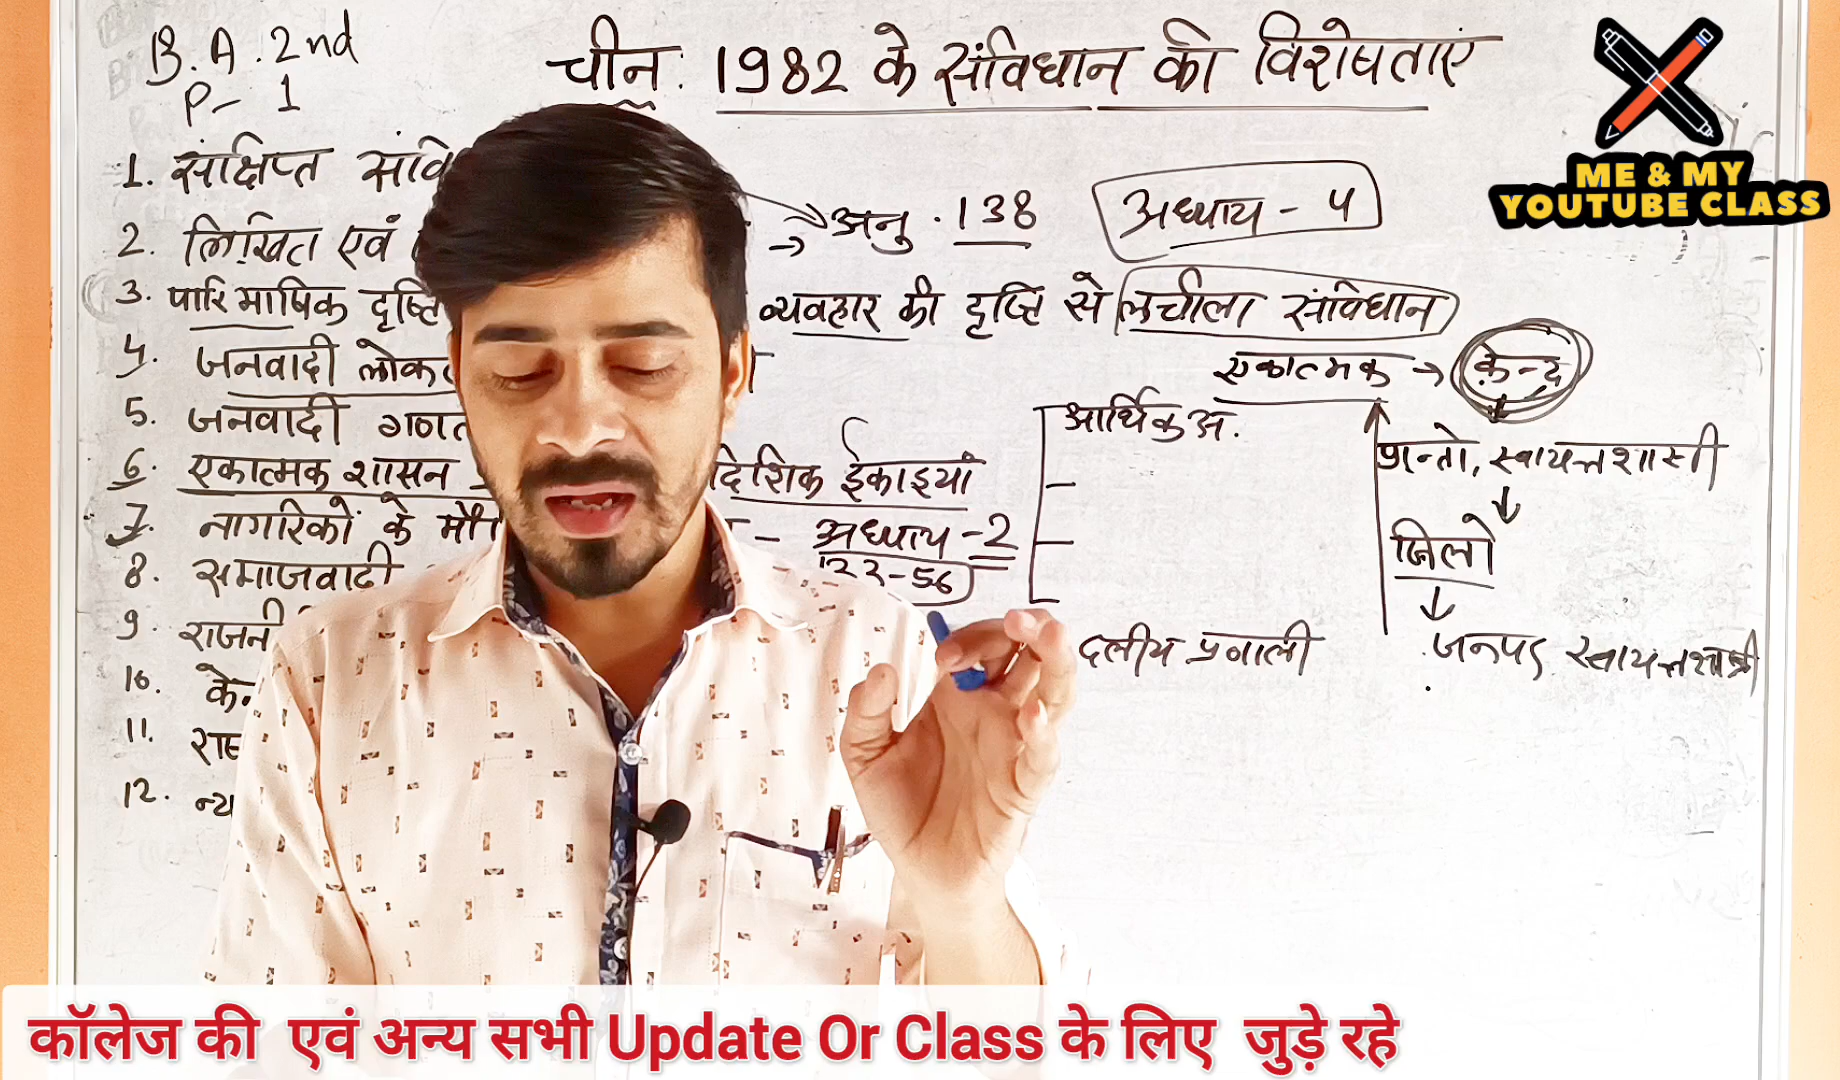 B.A. 2nd
P- 1
चीन: 1982 के संविधान की विशेषताएं
ME & MY
YOUTUBE CLASS
1. संक्षिप्त संवि
2. लिखित एवं
→ अनु. 138
अध्याय - 4
3. पारिभाषिक दृष्टि
व्यवहार की दृष्टि से लचीला संविधान
4. जनवादी लोक
एकात्मक → केन्द्र
5. जनवादी गणत
आर्थिक अ.
प्रान्तो, स्वायत्तशासी
6. एकात्मक शासन -
देशिक ईकाइयां
↓
7. नागरिकों के मौ
- अध्याय - 2
जिलो
8. समाजवादी
33-56
↓
9. राजनी
दलीय प्रणाली
जनपद स्वायत्तशासी
10. केन
11. राष
12. न्य
कॉलेज की एवं अन्य सभी Update Or Class के लिए जुड़े रहे